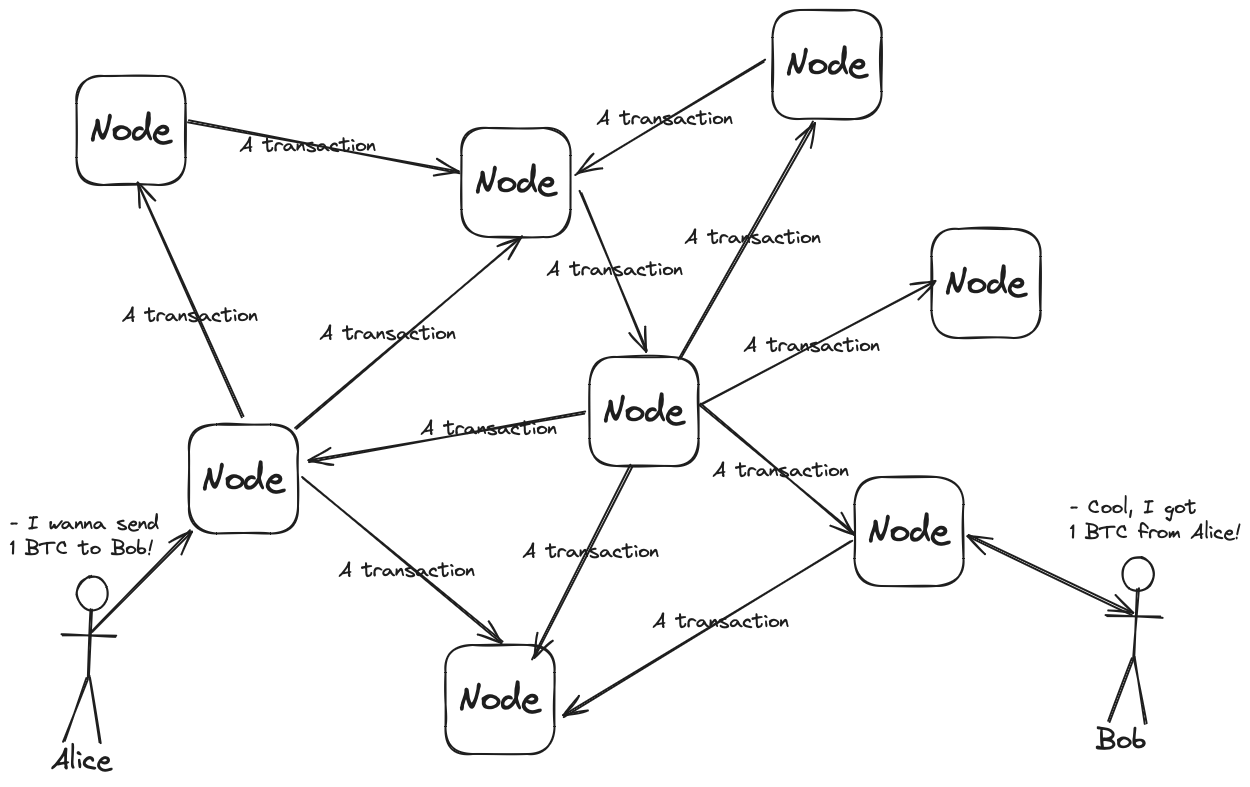 Node
A transaction
Node
A transaction
Node
A transaction
A transaction
Node
A transaction
A transaction
A transaction
A transaction
Node
A transaction
A transaction
Node
- I wanna send
1 BTC to Bob!
A transaction
A transaction
Node
- Cool, I got
1 BTC from Alice!
A transaction
Node
Alice
Bob